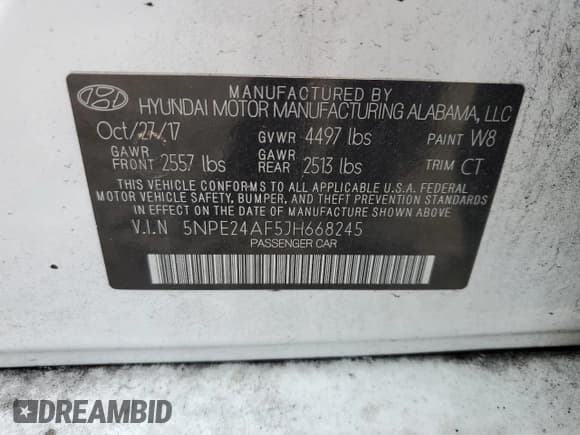 MANUFACTURED BY
HYUNDAI MOTOR MANUFACTURING ALABAMA, LLC
Oct/27/17 GVWR 4497 lbs PAINT W8
GAWR FRONT 2557 lbs GAWR REAR 2513 lbs TRIM CT
THIS VEHICLE CONFORMS TO ALL APPLICABLE U.S.A. FEDERAL
MOTOR VEHICLE SAFETY, BUMPER, AND THEFT PREVENTION STANDARDS
IN EFFECT ON THE DATE OF MANUFACTURE SHOWN ABOVE
V.I.N 5NPE24AF5JH668245
PASSENGER CAR
DREAMBID